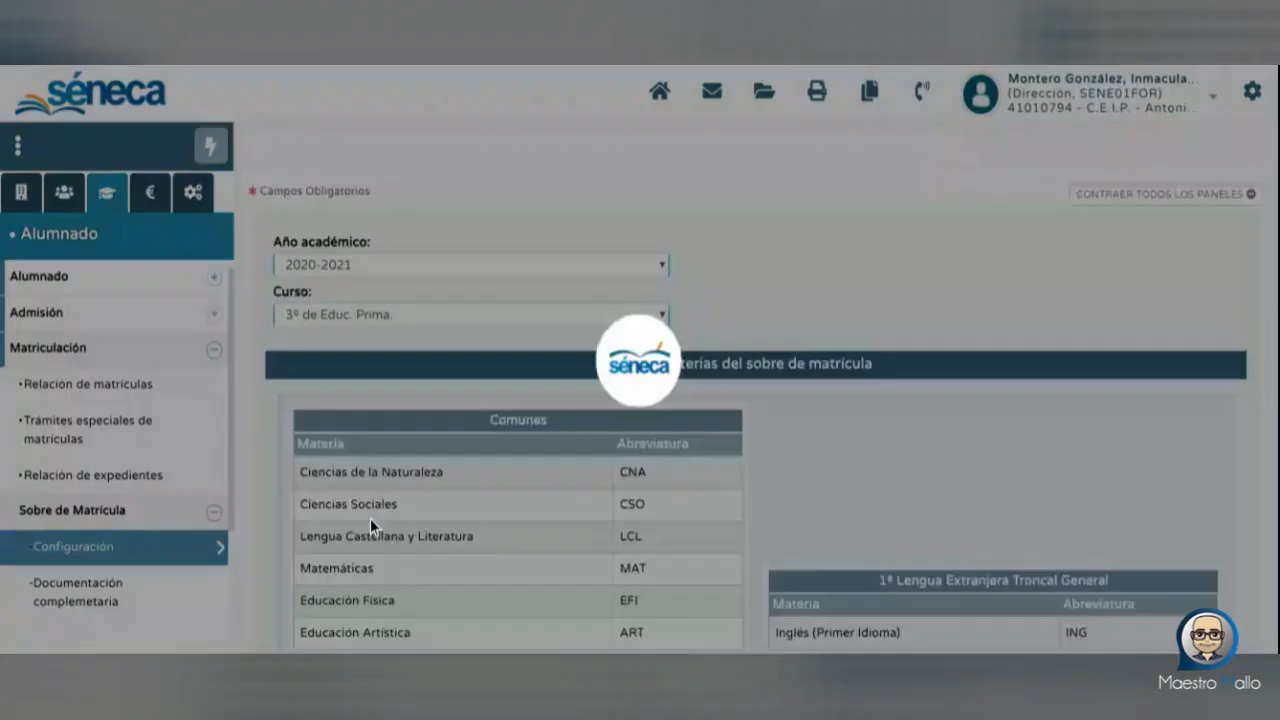 séneca
Montero González, Inmacula...
(Dirección, SENE01FOR)
41010794 - C.E.I.P. - Antoni...
* Campos Obligatorios
CONTRAER TODOS LOS PANELES
• Alumnado
Alumnado
Admisión
Matriculación
•Relación de matrículas
•Trámites especiales de
matrículas
•Relación de expedientes
Sobre de Matrícula
-Configuración
-Documentación
complemetaria
Año académico:
2020-2021
Curso:
3º de Educ. Prima.
séneca
terias del sobre de matrícula
Comunes
Materia Abreviatura
Ciencias de la Naturaleza CNA
Ciencias Sociales CSO
Lengua Castellana y Literatura LCL
Matemáticas MAT
Educación Física EFI
Educación Artística ART
1ª Lengua Extranjera Troncal General
Materia Abreviatura
Inglés (Primer Idioma) ING
Maestro allo